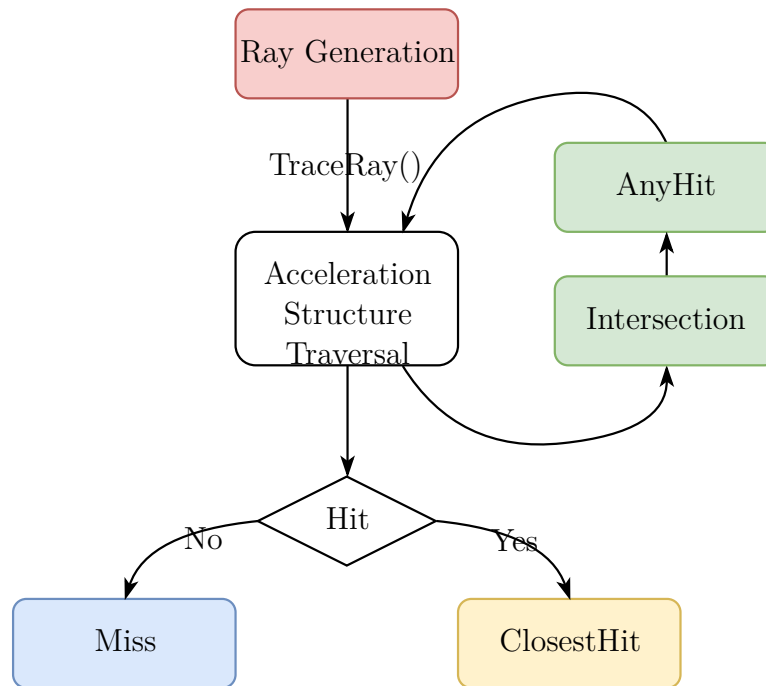 Ray Generation
TraceRay()
AnyHit
Acceleration
Structure
Traversal
Intersection
Hit
No
Yes
Miss
ClosestHit